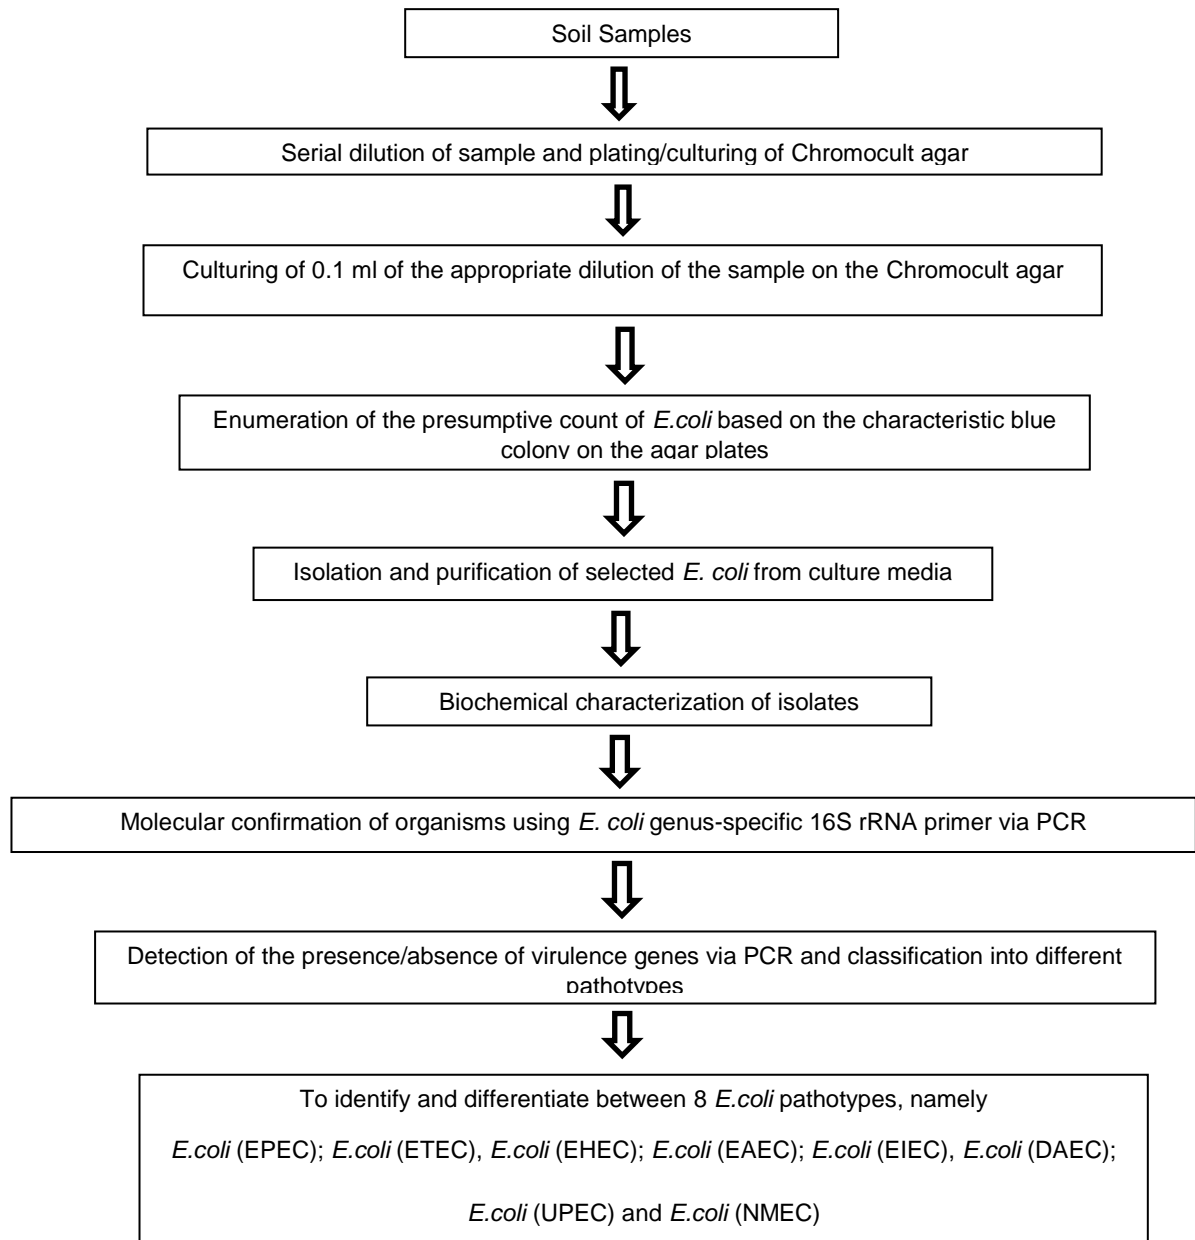 Soil Samples
Serial dilution of sample and plating/culturing of Chromocult agar
Culturing of 0.1 ml of the appropriate dilution of the sample on the Chromocult agar
Enumeration of the presumptive count of E.coli based on the characteristic blue
colony on the agar plates
Isolation and purification of selected E. coli from culture media
Biochemical characterization of isolates
Molecular confirmation of organisms using E. coli genus-specific 16S rRNA primer via PCR
Detection of the presence/absence of virulence genes via PCR and classification into different
pathotypes
To identify and differentiate between 8 E.coli pathotypes, namely
E.coli (EPEC); E.coli (ETEC), E.coli (EHEC); E.coli (EAEC); E.coli (EIEC), E.coli (DAEC);
E.coli (UPEC) and E.coli (NMEC)